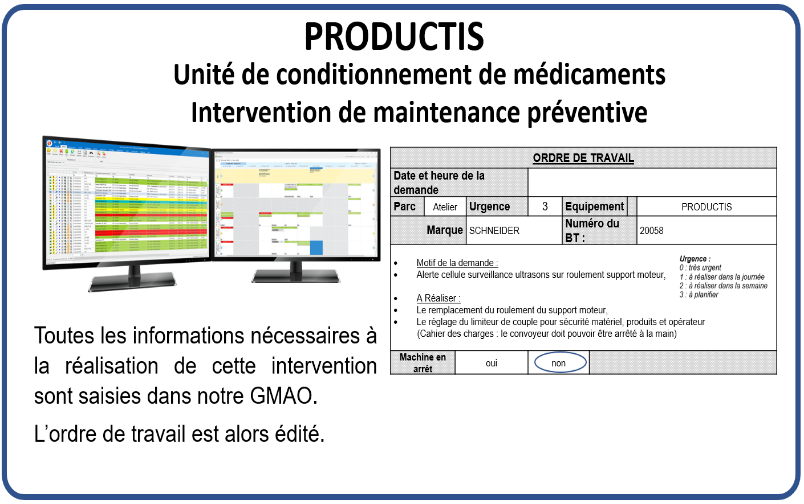 PRODUCTIS
Unité de conditionnement de médicaments
Intervention de maintenance préventive
ORDRE DE TRAVAIL
Date et heure de la
demande
Parc Atelier Urgence 3 Equipement PRODUCTIS
Marque SCHNEIDER Numéro du
BT : 20058
• Motif de la demande :
• Alerte cellule surveillance ultrasons sur roulement support moteur,
• A Réaliser :
• Le remplacement du roulement du support moteur,
• Le règlage du limiteur de couple pour sécurité matériel, produits et opérateur
(Cahier des charges : le convoyeur doit pouvoir être arrêté à la main)
Urgence :
0 : très urgent
1 : à réaliser dans la journée
2 : à réaliser dans la semaine
3 : à planifier
Machine en
arrêt oui non
Toutes les informations nécessaires à
la réalisation de cette intervention
sont saisies dans notre GMAO.
L’ordre de travail est alors édité.